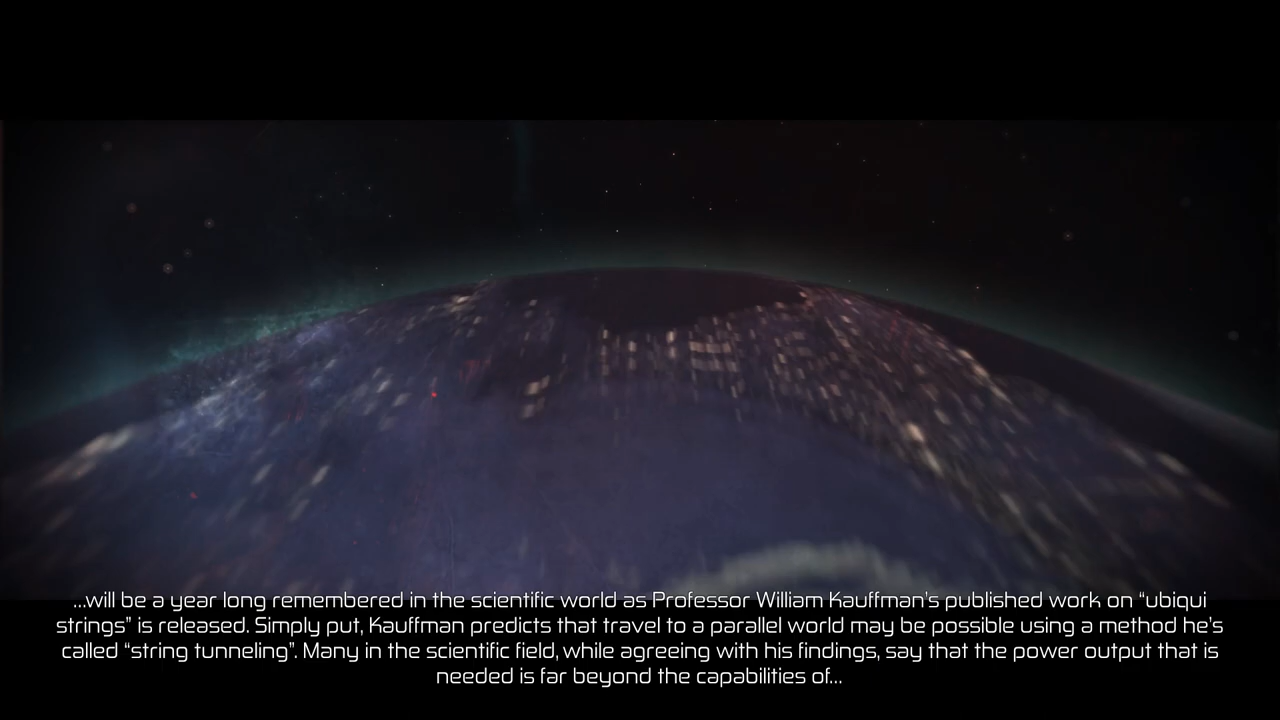 ...will be a year long remembered in the scientific world as Professor William Kauffman's published work on “ubiqui
strings” is released. Simply put, Kauffman predicts that travel to a parallel world may be possible using a method he's
called “string tunneling”. Many in the scientific field, while agreeing with his findings, say that the power output that is
needed is far beyond the capabilities of...